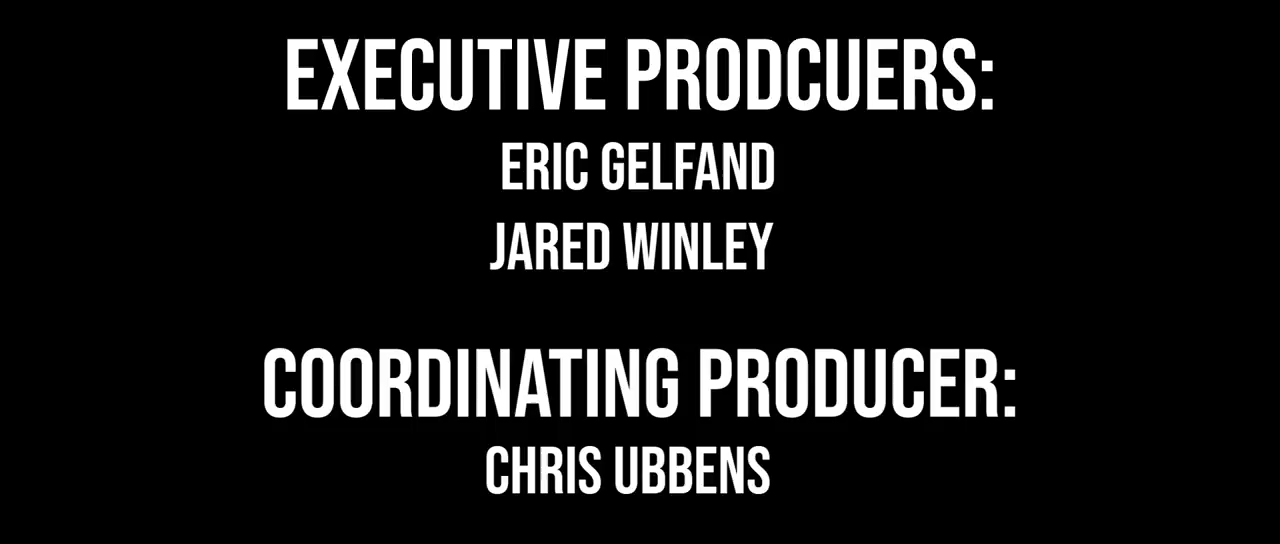 EXECUTIVE PRODCUERS:
ERIC GELFAND
JARED WINLEY
COORDINATING PRODUCER:
CHRIS UBBENS